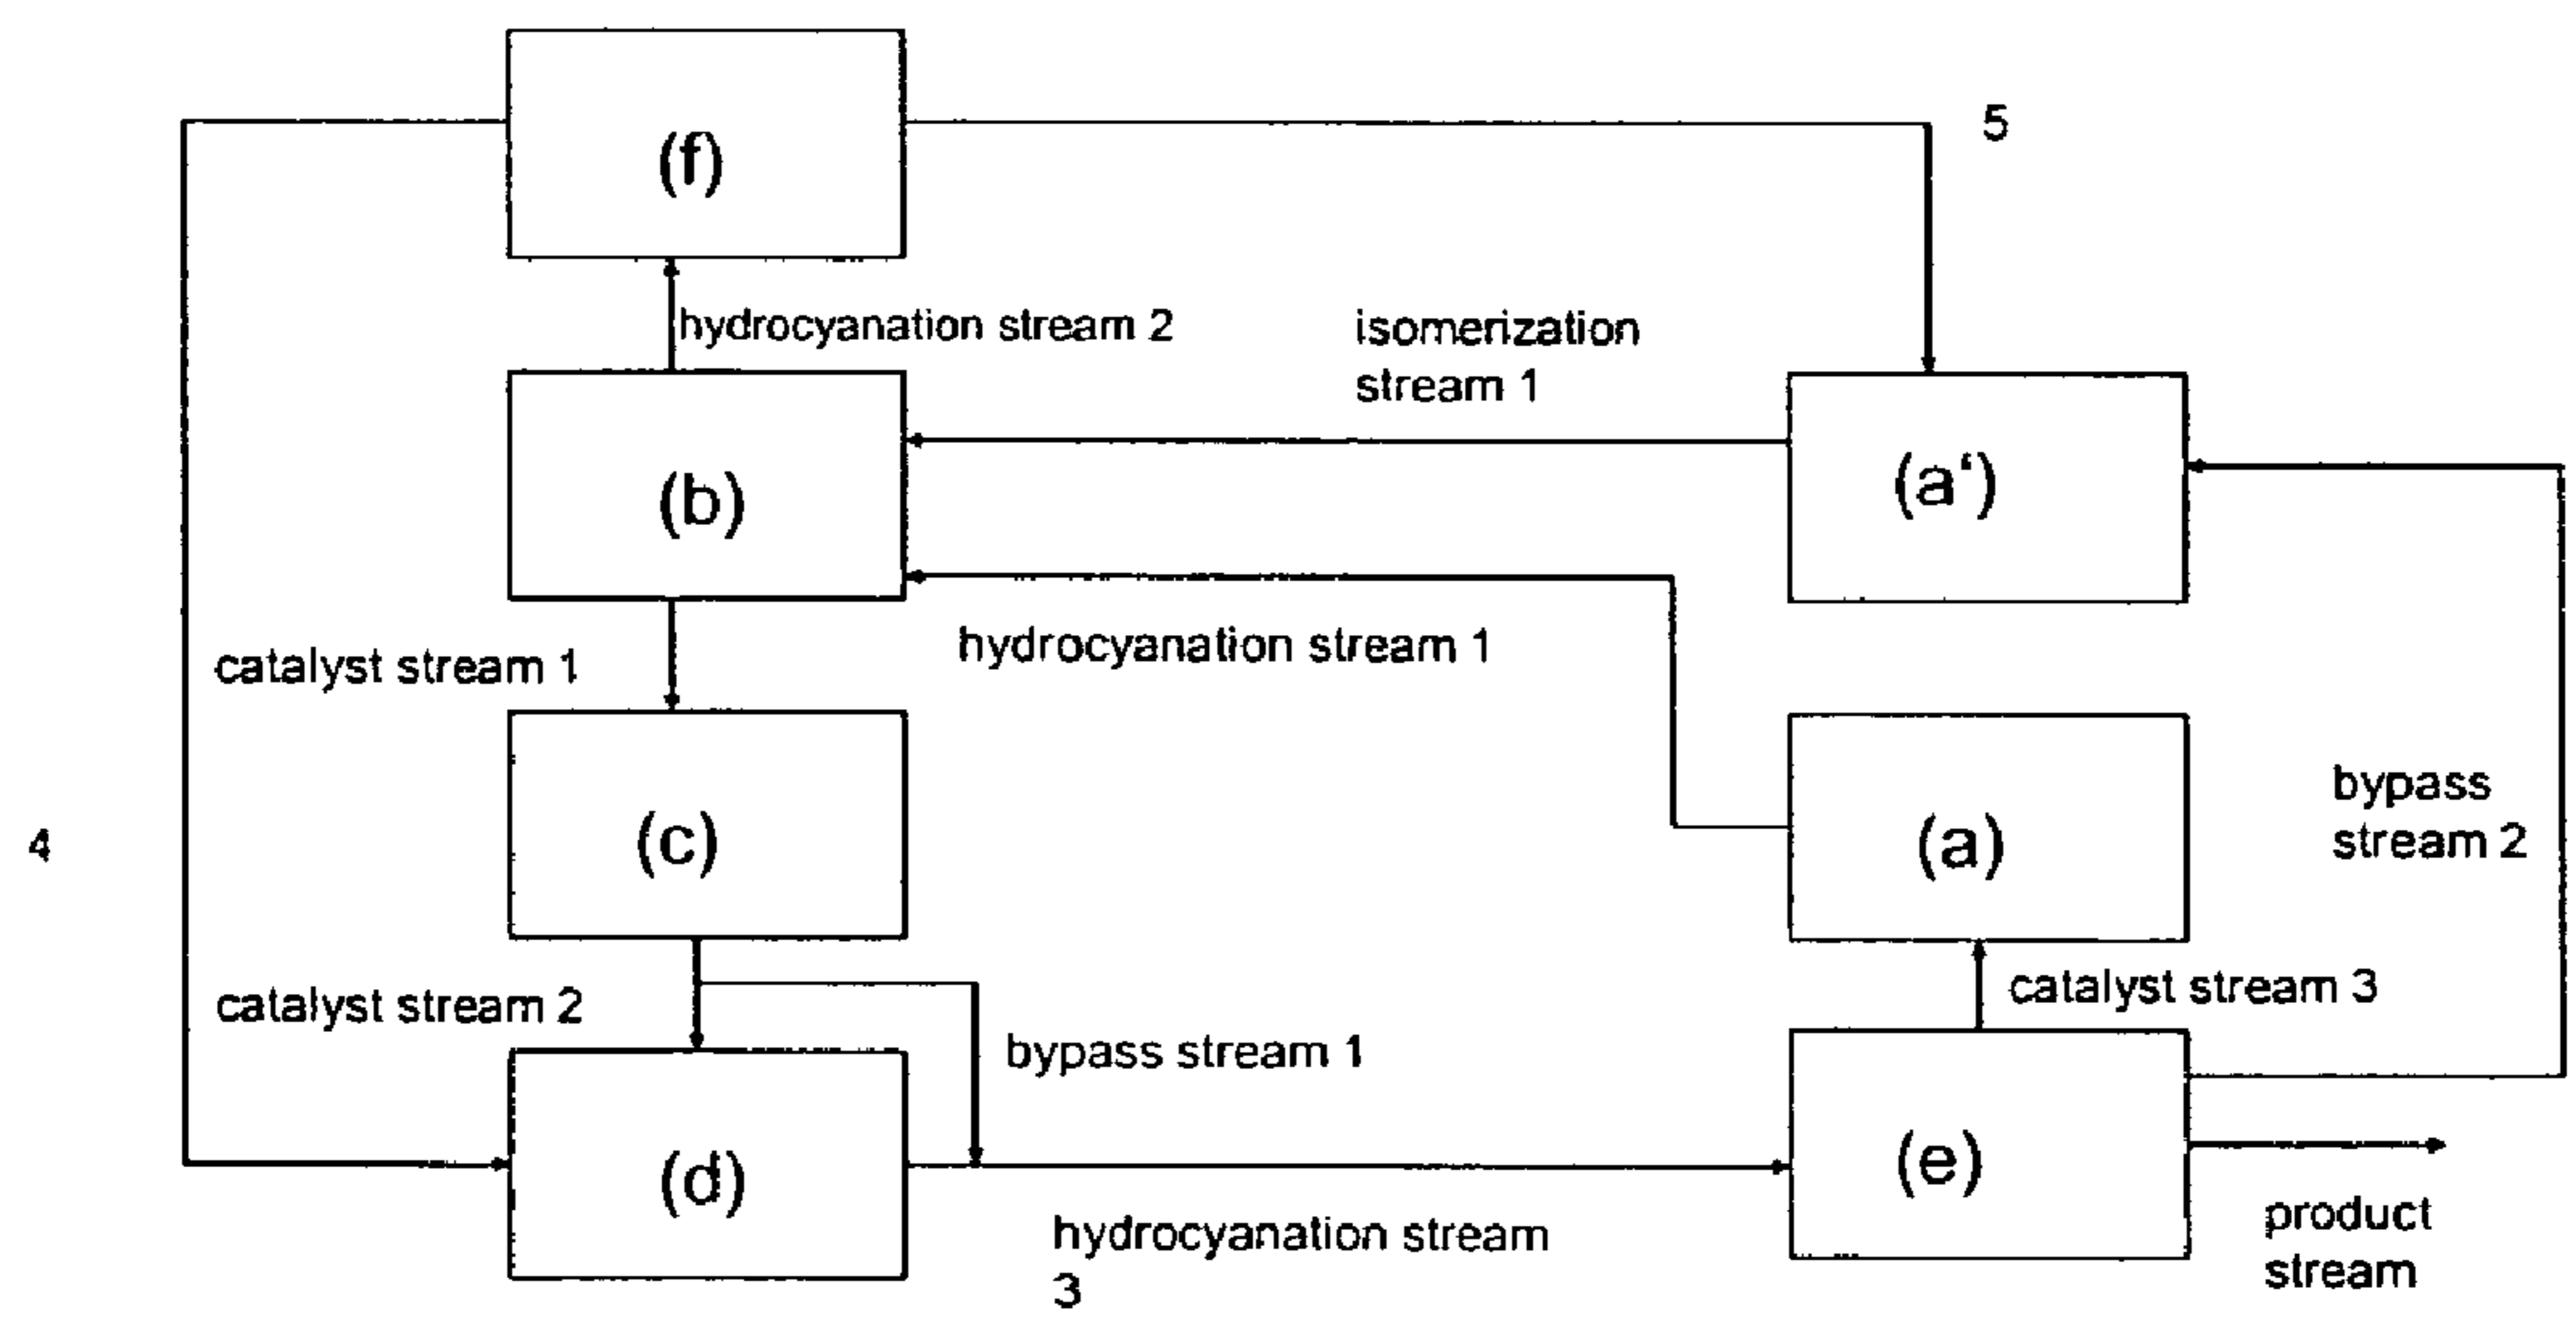 5
(f)
hydrocyanation stream 2
isomerization
stream 1
(b)
(a‘)
catalyst stream 1
hydrocyanation stream 1
4
(c)
(a)
bypass
stream 2
catalyst stream 2
catalyst stream 3
bypass stream 1
(d)
(e)
hydrocyanation stream
3
product
stream